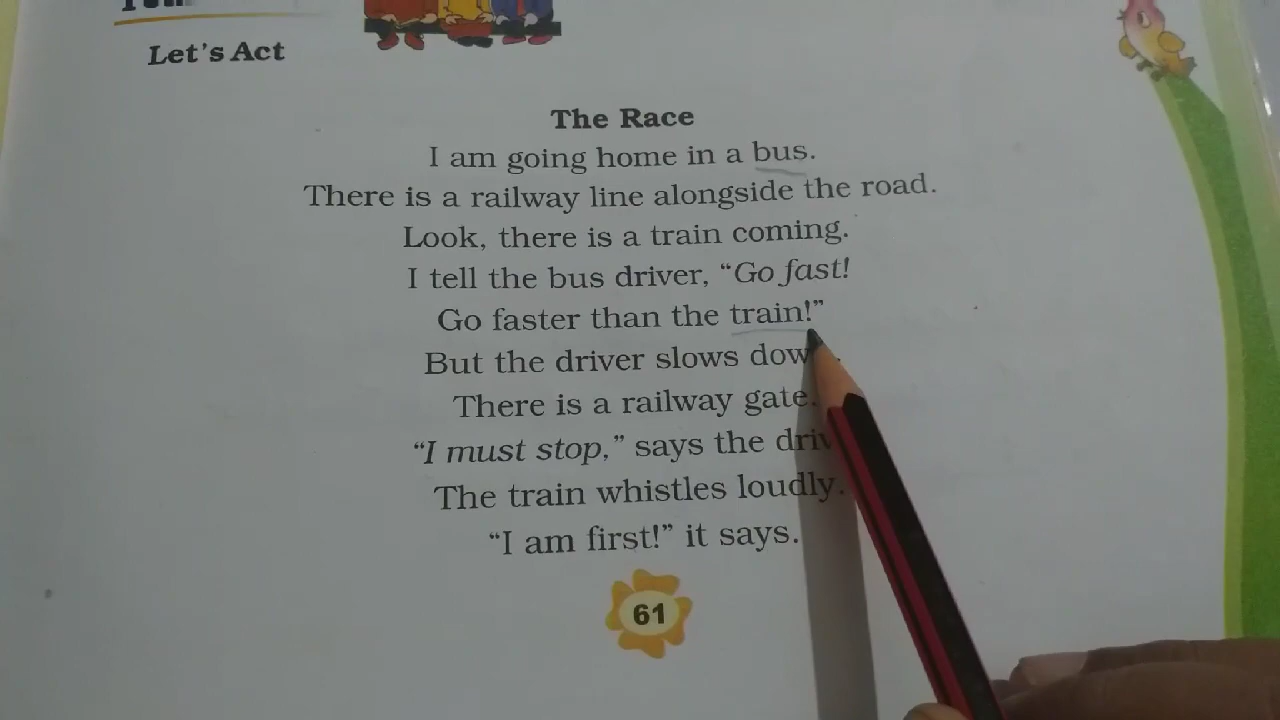 Let's Act
The Race
I am going home in a bus.
There is a railway line alongside the road.
Look, there is a train coming.
I tell the bus driver, “Go fast!
Go faster than the train!”
But the driver slows
There is a railway gate.
“I must stop,” says the
The train whistles loudly.
“I am first!” it says.
61